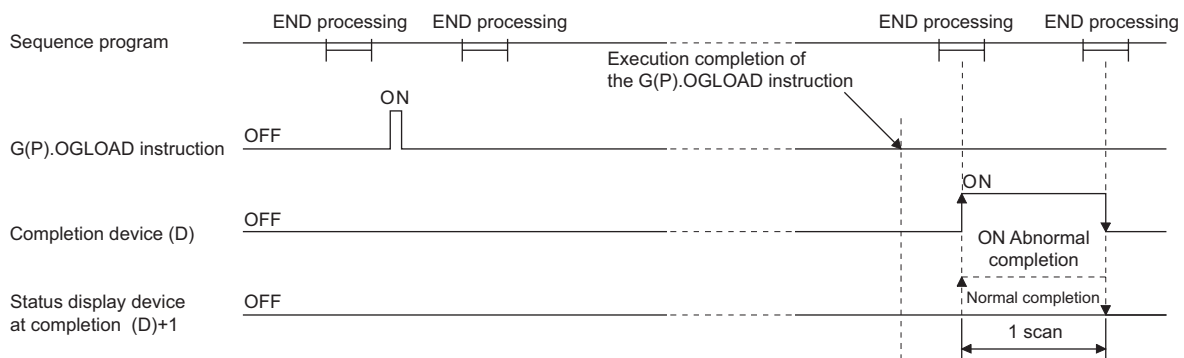 END processing
END processing
END processing
END processing
Sequence program
Execution completion of
the G(P).OGLOAD instruction
ON
OFF
G(P).OGLOAD instruction
ON
OFF
Completion device (D)
ON Abnormal
completion
Status display device
at completion (D)+1
OFF
Normal completion
1 scan